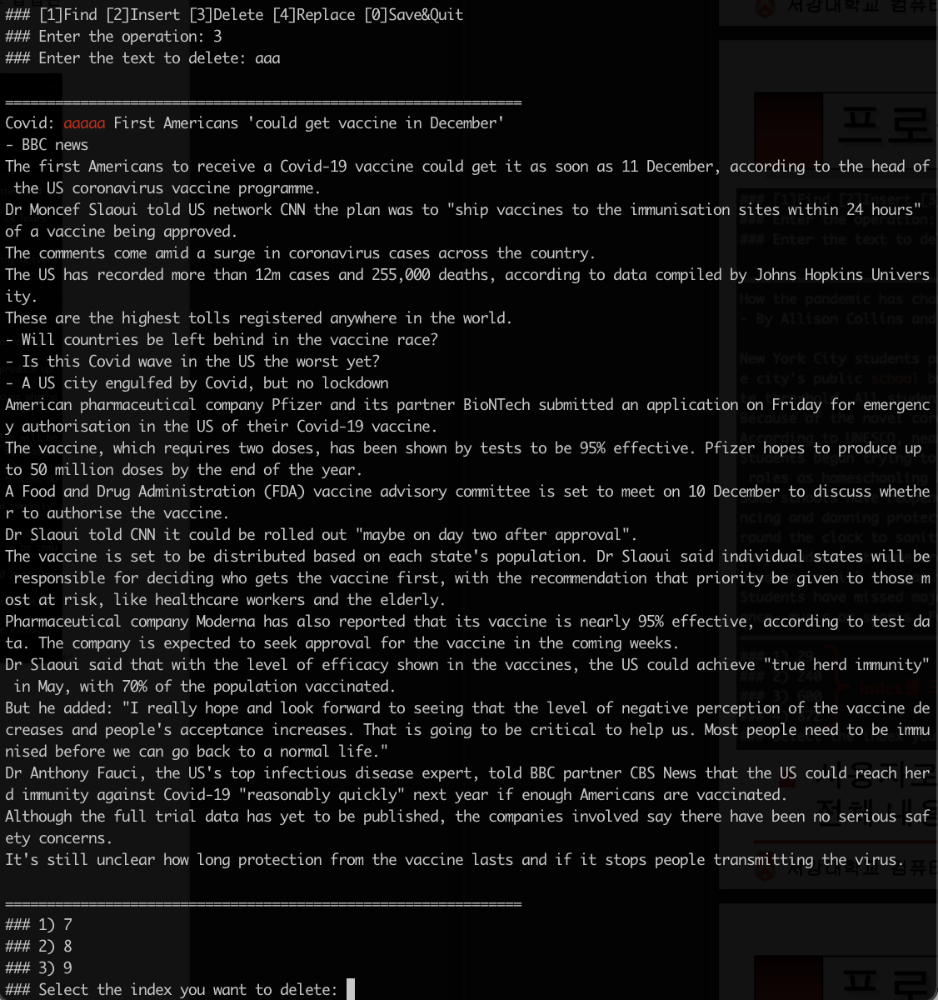 ### [1]Find [2]Insert [3]Delete [4]Replace [0]Save&Quit
### Enter the operation: 3
### Enter the text to delete: aaa
==============================================================
Covid: aaaaa First Americans 'could get vaccine in December'
- BBC news
The first Americans to receive a Covid-19 vaccine could get it as soon as 11 December, according to the head of
the US coronavirus vaccine programme.
Dr Moncef Slaoui told US network CNN the plan was to "ship vaccines to the immunisation sites within 24 hours"
of a vaccine being approved.
The comments come amid a surge in coronavirus cases across the country.
The US has recorded more than 12m cases and 255,000 deaths, according to data compiled by Johns Hopkins Univers
ity.
These are the highest tolls registered anywhere in the world.
- Will countries be left behind in the vaccine race?
- Is this Covid wave in the US the worst yet?
- A US city engulfed by Covid, but no lockdown
American pharmaceutical company Pfizer and its partner BioNTech submitted an application on Friday for emergenc
y authorisation in the US of their Covid-19 vaccine.
The vaccine, which requires two doses, has been shown by tests to be 95% effective. Pfizer hopes to produce up
to 50 million doses by the end of the year.
A Food and Drug Administration (FDA) vaccine advisory committee is set to meet on 10 December to discuss whethe
r to authorise the vaccine.
Dr Slaoui told CNN it could be rolled out "maybe on day two after approval".
The vaccine is set to be distributed based on each state's population. Dr Slaoui said individual states will be
responsible for deciding who gets the vaccine first, with the recommendation that priority be given to those m
ost at risk, like healthcare workers and the elderly.
Pharmaceutical company Moderna has also reported that its vaccine is nearly 95% effective, according to test da
ta. The company is expected to seek approval for the vaccine in the coming weeks.
Dr Slaoui said that with the level of efficacy shown in the vaccines, the US could achieve "true herd immunity"
in May, with 70% of the population vaccinated.
But he added: "I really hope and look forward to seeing that the level of negative perception of the vaccine de
creases and people's acceptance increases. That is going to be critical to help us. Most people need to be immu
nised before we can go back to a normal life."
Dr Anthony Fauci, the US's top infectious disease expert, told BBC partner CBS News that the US could reach her
d immunity against Covid-19 "reasonably quickly" next year if enough Americans are vaccinated.
Although the full trial data has yet to be published, the companies involved say there have been no serious saf
ety concerns.
It's still unclear how long protection from the vaccine lasts and if it stops people transmitting the virus.
==============================================================
### 1) 7
### 2) 8
### 3) 9
### Select the index you want to delete: